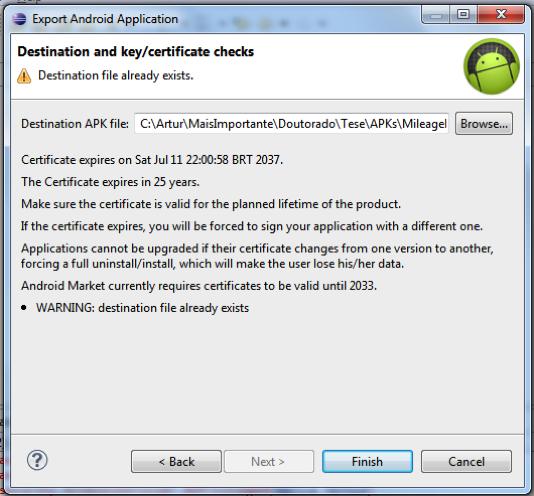 Export Android Application
Destination and key/certificate checks
Destination file already exists.
Destination APK file: C:\Artur\MaisImportante\Doutorado\Tese\APKs\Mileagel Browse...
Certificate expires on Sat Jul 11 22:00:58 BRT 2037.
The Certificate expires in 25 years.
Make sure the certificate is valid for the planned lifetime of the product.
If the certificate expires, you will be forced to sign your application with a different one.
Applications cannot be upgraded if their certificate changes from one version to another,
forcing a full uninstall/install, which will make the user lose his/her data.
Android Market currently requires certificates to be valid until 2033.
• WARNING: destination file already exists
? < Back Next > Finish Cancel